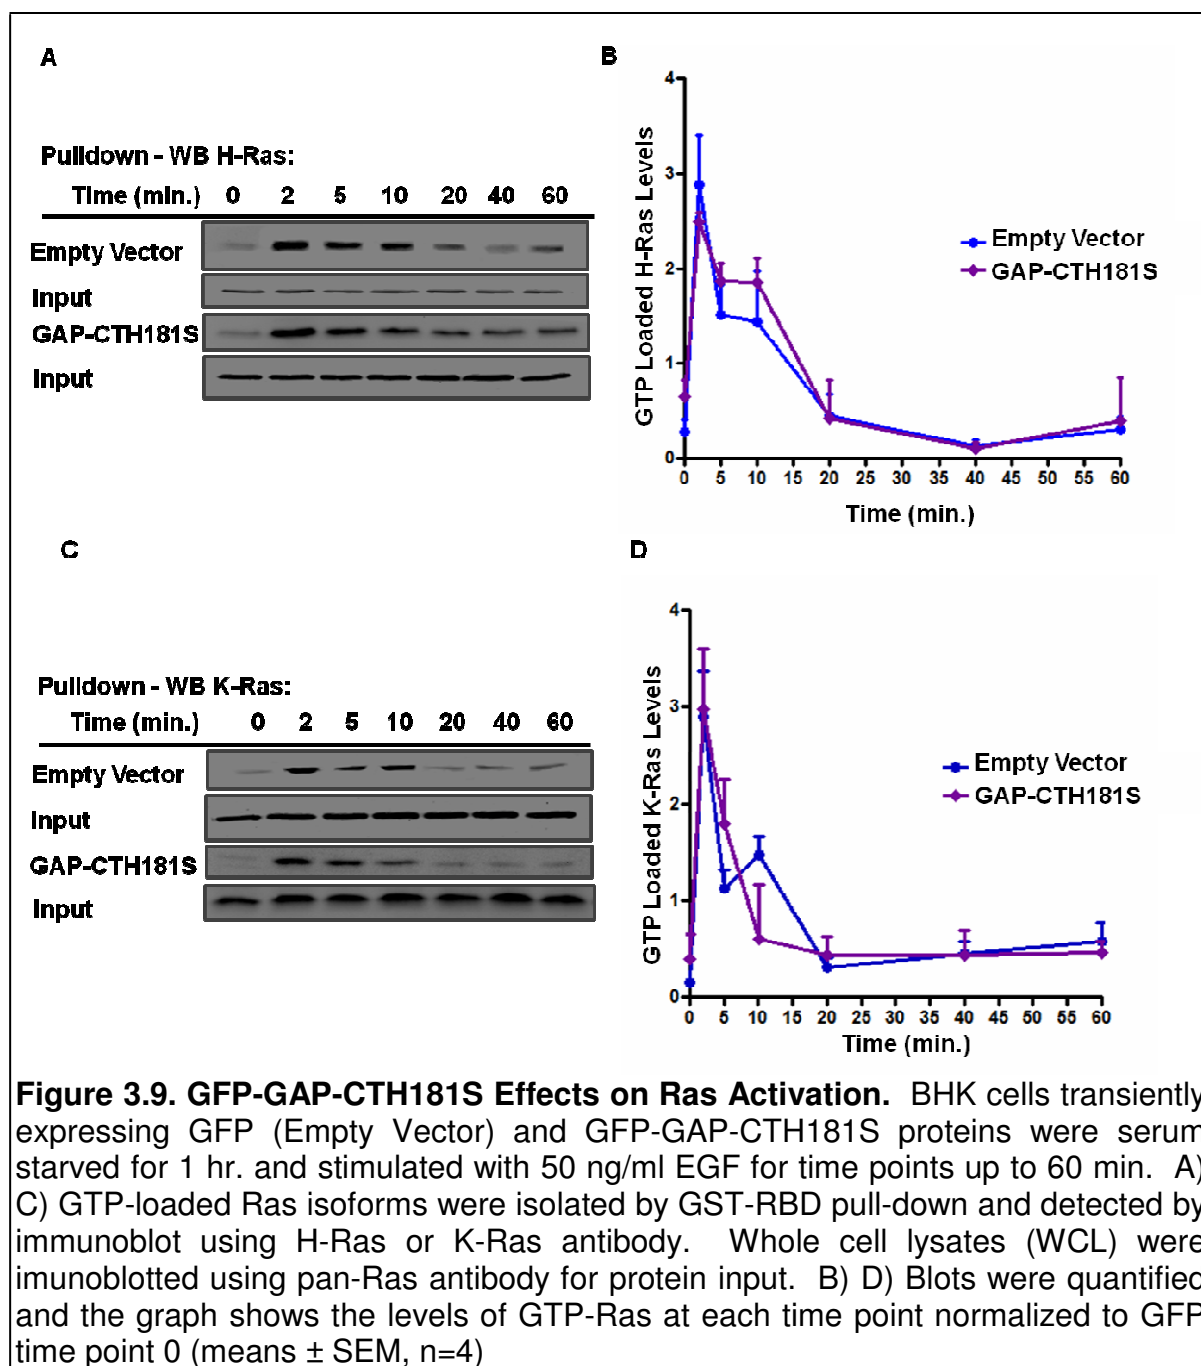 A
Pulldown - WB H-Ras:
Time (min.) 0 2 5 10 20 40 60
Empty Vector
Input
GAP-CTH181S
Input
B
GTP Loaded H-Ras Levels
4
3
2
1
0
0 5 10 15 20 25 30 35 40 45 50 55 60
Time (min.)
Empty Vector
GAP-CTH181S
C
Pulldown - WB K-Ras:
Time (min.) 0 2 5 10 20 40 60
Empty Vector
Input
GAP-CTH181S
Input
D
GTP Loaded K-Ras Levels
4
3
2
1
0
0 5 10 15 20 25 30 35 40 45 50 55 60
Time (min.)
Empty Vector
GAP-CTH181S
Figure 3.9. GFP-GAP-CTH181S Effects on Ras Activation. BHK cells transiently
expressing GFP (Empty Vector) and GFP-GAP-CTH181S proteins were serum
starved for 1 hr. and stimulated with 50 ng/ml EGF for time points up to 60 min. A)
C) GTP-loaded Ras isoforms were isolated by GST-RBD pull-down and detected by
immunoblot using H-Ras or K-Ras antibody. Whole cell lysates (WCL) were
imunoblotted using pan-Ras antibody for protein input. B) D) Blots were quantified
and the graph shows the levels of GTP-Ras at each time point normalized to GFP
time point 0 (means ± SEM, n=4)